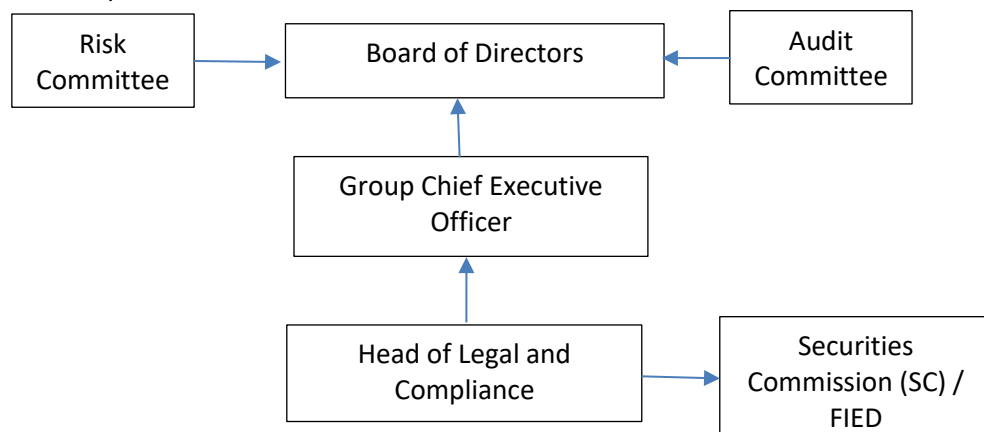 Risk
Committee
Board of Directors
Audit
Committee
Group Chief Executive
Officer
Head of Legal and
Compliance
Securities
Commission (SC) /
FIED